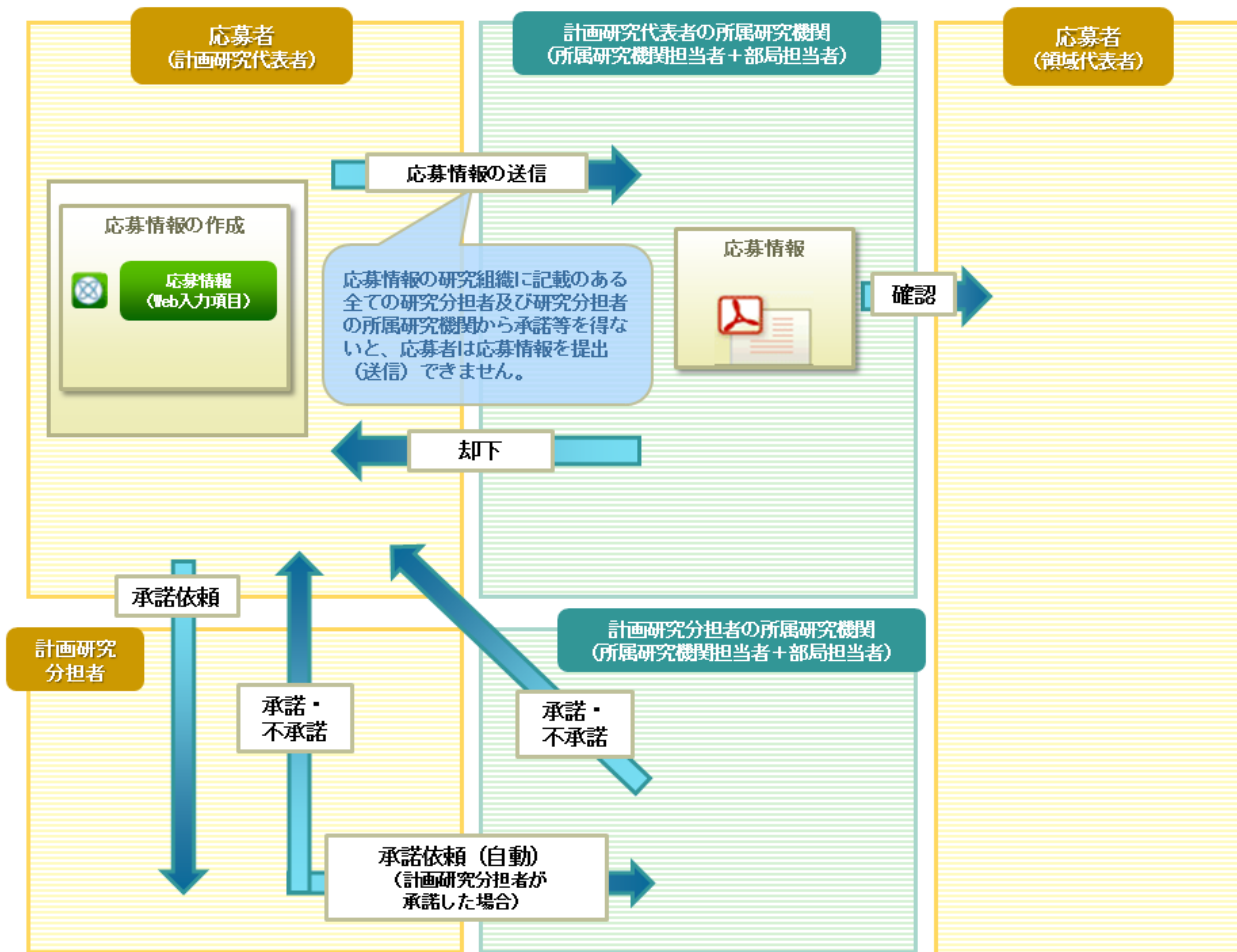 応募者
(計画研究代表者)
計画研究代表者の所属研究機関
(所属研究機関担当者+部局担当者)
応募者
(領域代表者)
応募情報の送信
応募情報の作成
応募情報
(Web入力項目)
応募情報の研究組織に記載のある
全ての研究分担者及び研究分担者
の所属研究機関から承諾等を得な
いと、応募者は応募情報を提出
(送信)できません。
応募情報
確認
却下
承諾依頼
計画研究
分担者
計画研究分担者の所属研究機関
(所属研究機関担当者+部局担当者)
承諾・
不承諾
承諾・
不承諾
承諾依頼(自動)
(計画研究分担者が
承諾した場合)